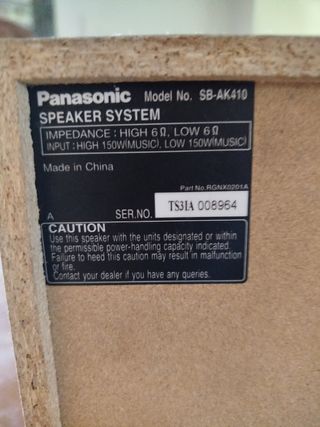 Panasonic Model No. SB-AK410
SPEAKER SYSTEM
IMPEDANCE : HIGH 6Ω, LOW 6Ω
INPUT : HIGH 150W(MUSIC), LOW 150W(MUSIC)
Made in China
Part No. RGNX0201A
A SER.NO. TS3IA 008964
CAUTION
Use this speaker with the units designated or within
the permissible power-handling capacity indicated.
Failure to heed this caution may result in malfunction
or fire.
Contact your dealer if you have any queries.